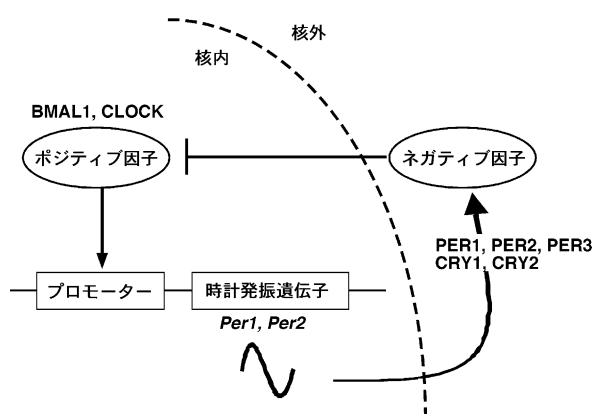 核外
核内
BMAL1, CLOCK
ポジティブ因子
ネガティブ因子
PER1, PER2, PER3
CRY1, CRY2
プロモーター
時計発振遺伝子
Per1, Per2